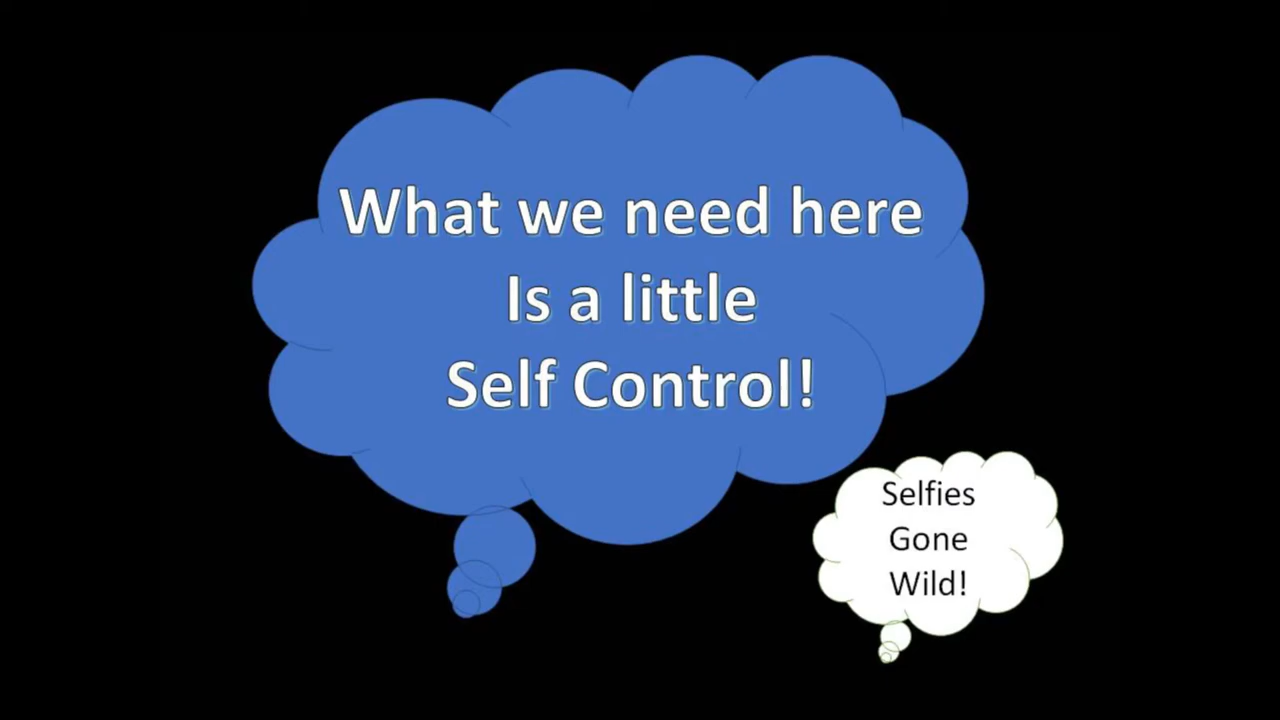 What we need here
Is a little
Self Control!
Selfies
Gone
Wild!